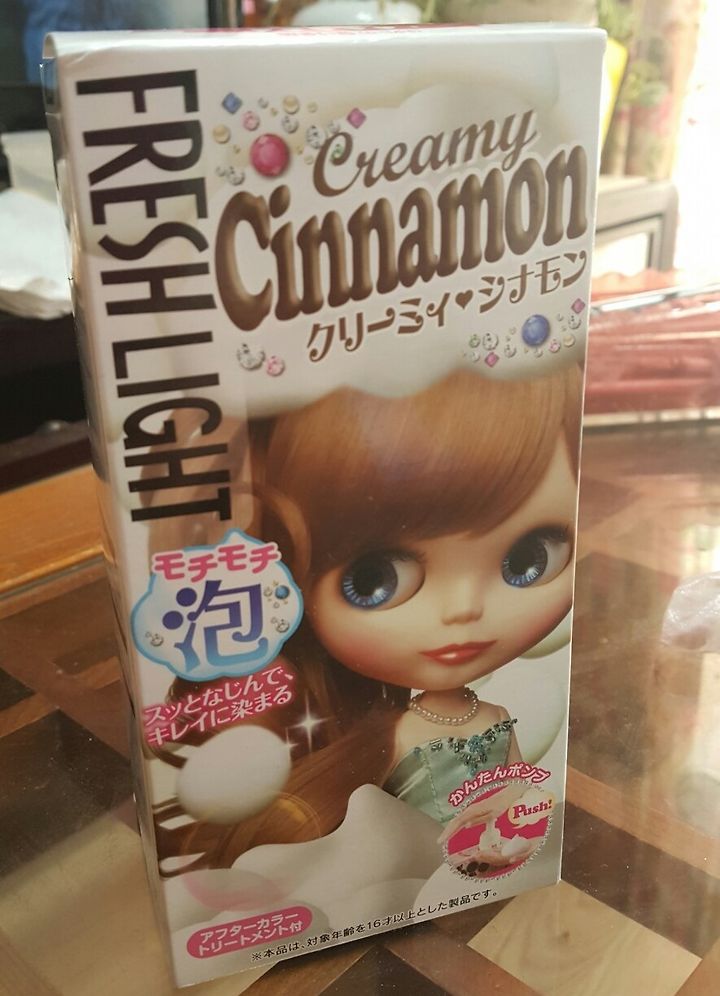 FRESHLIGHT
Creamy
Cinnamon
クリーミィ♥シナモン
モチモチ
泡
スッとなじんで、
キレイに染まる
かんたんポンプ
Push!
アフターカラー
トリートメント付
※本品は、対象年齢を16才以上とした製品です。